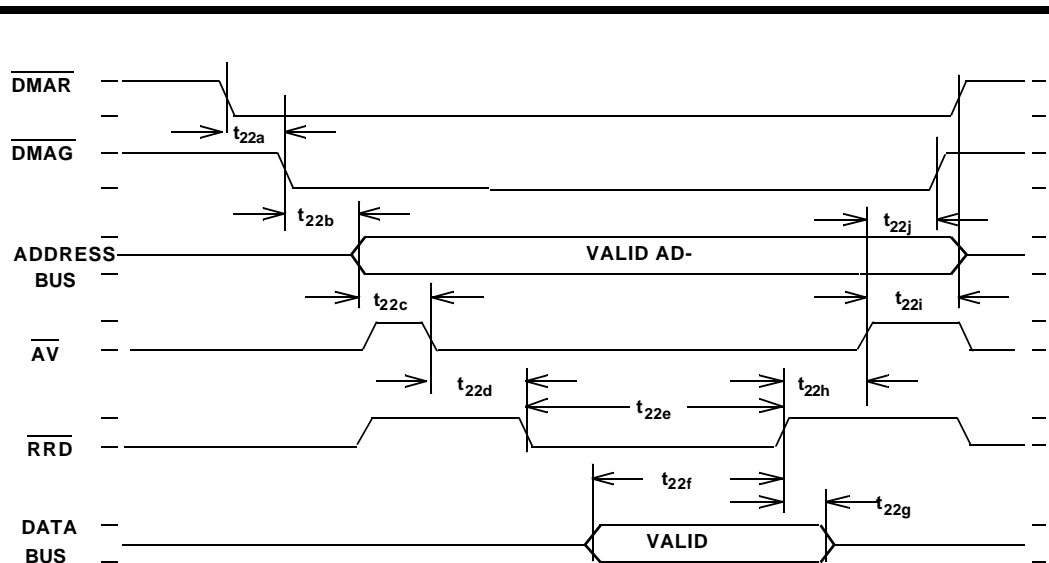 DMAR
t22a
DMAG
t22b
t22j
ADDRESS
BUS
VALID AD-
t22c
t22i
AV
t22d
t22h
t22e
RRD
t22f
t22g
DATA
BUS
VALID